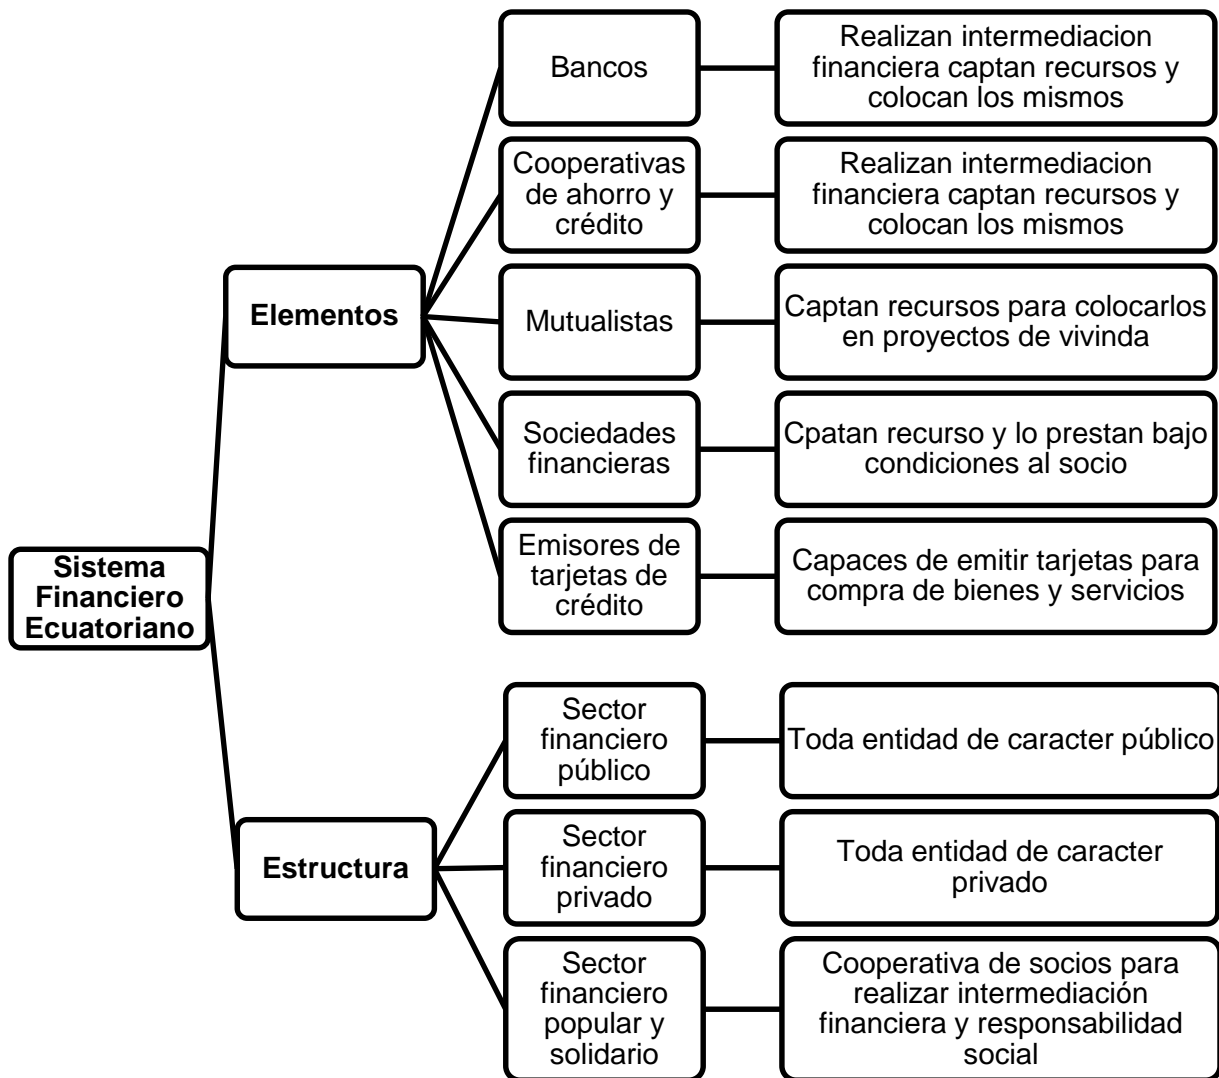 Bancos
Realizan intermediacion
financiera captan recursos y
colocan los mismos
Cooperativas
de ahorro y
crédito
Realizan intermediacion
financiera captan recursos y
colocan los mismos
Elementos
Mutualistas
Captan recursos para colocarlos
en proyectos de vivinda
Sociedades
financieras
Cpatan recurso y lo prestan bajo
condiciones al socio
Emisores de
tarjetas de
crédito
Capaces de emitir tarjetas para
compra de bienes y servicios
Sistema
Financiero
Ecuatoriano
Sector
financiero
público
Toda entidad de caracter público
Estructura
Sector
financiero
privado
Toda entidad de caracter
privado
Sector
financiero
popular y
solidario
Cooperativa de socios para
realizar intermediación
financiera y responsabilidad
social